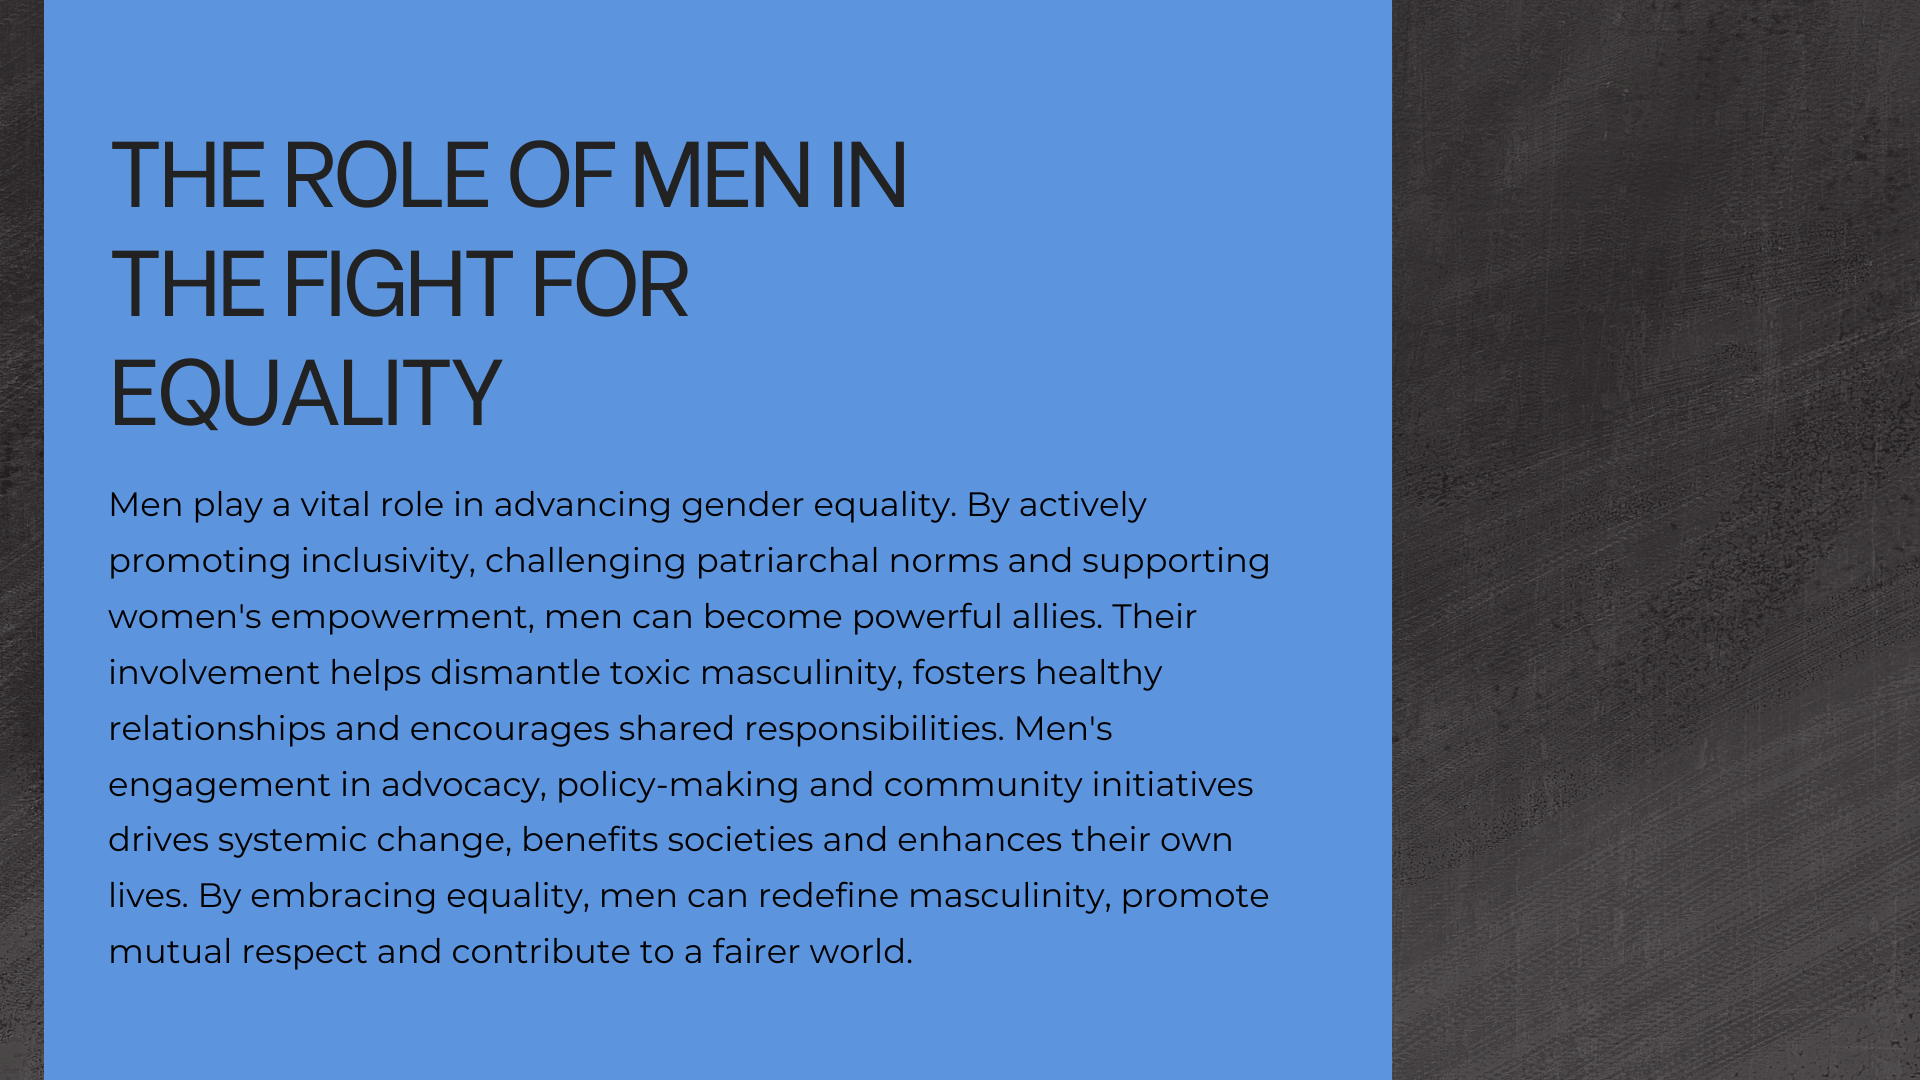 THE ROLE OF MEN IN
THE FIGHT FOR
EQUALITY
Men play a vital role in advancing gender equality. By actively
promoting inclusivity, challenging patriarchal norms and supporting
women's empowerment, men can become powerful allies. Their
involvement helps dismantle toxic masculinity, fosters healthy
relationships and encourages shared responsibilities. Men's
engagement in advocacy, policy-making and community initiatives
drives systemic change, benefits societies and enhances their own
lives. By embracing equality, men can redefine masculinity, promote
mutual respect and contribute to a fairer world.